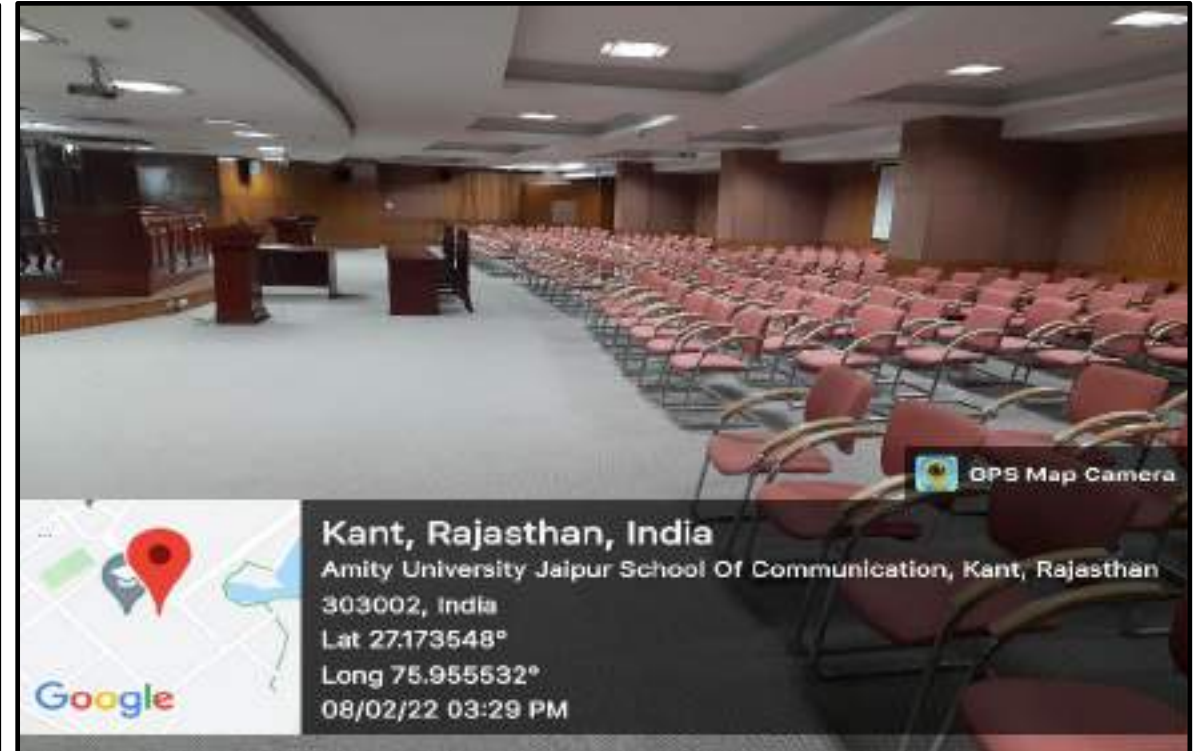 GPS Map Camera
Kant, Rajasthan, India
Amity University Jaipur School Of Communication, Kant, Rajasthan
303002, India
Lat 27.173548°
Long 75.955532°
08/02/22 03:29 PM
Google